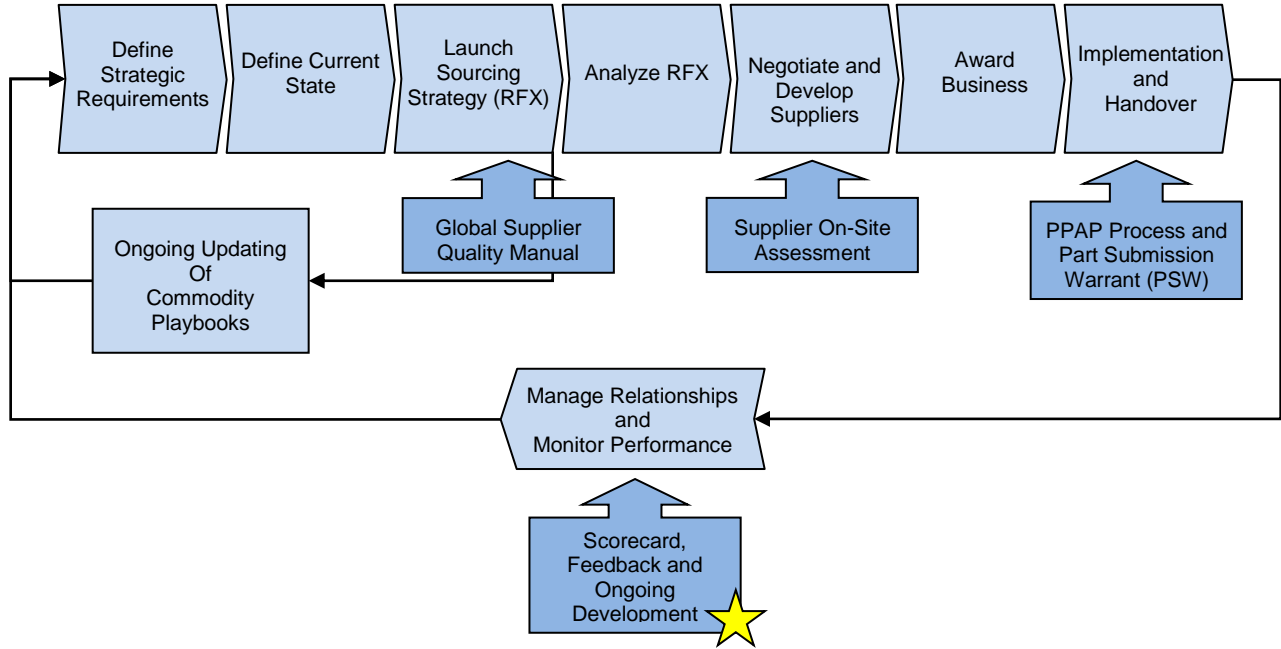 Define
Strategic
Requirements
Define Current
State
Launch
Sourcing
Strategy (RFX)
Analyze RFX
Negotiate and
Develop
Suppliers
Award
Business
Implementation
and
Handover
Global Supplier
Quality Manual
Supplier On-Site
Assessment
PPAP Process and
Part Submission
Warrant (PSW)
Ongoing Updating
Of
Commodity
Playbooks
Manage Relationships
and
Monitor Performance
Scorecard,
Feedback and
Ongoing
Development